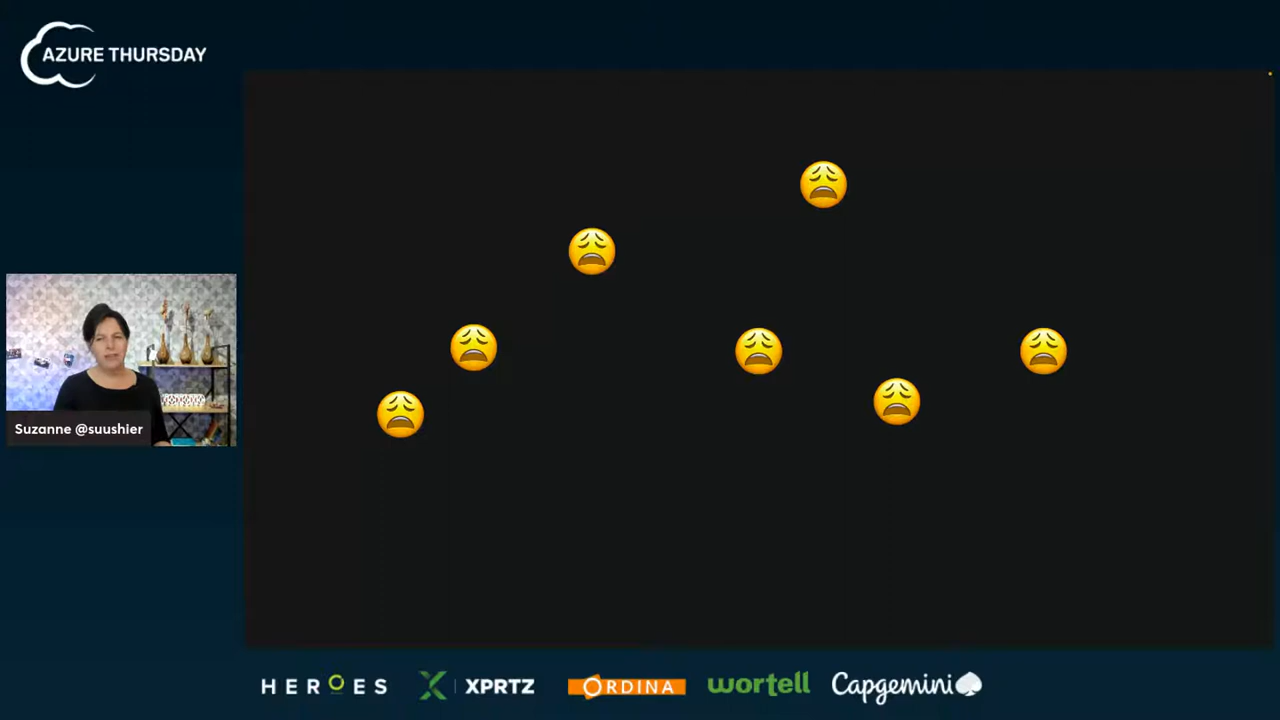 AZURE THURSDAY
Suzanne @suushier
HEROES
XPRTZ
ORDINA
wortell
Capgemini